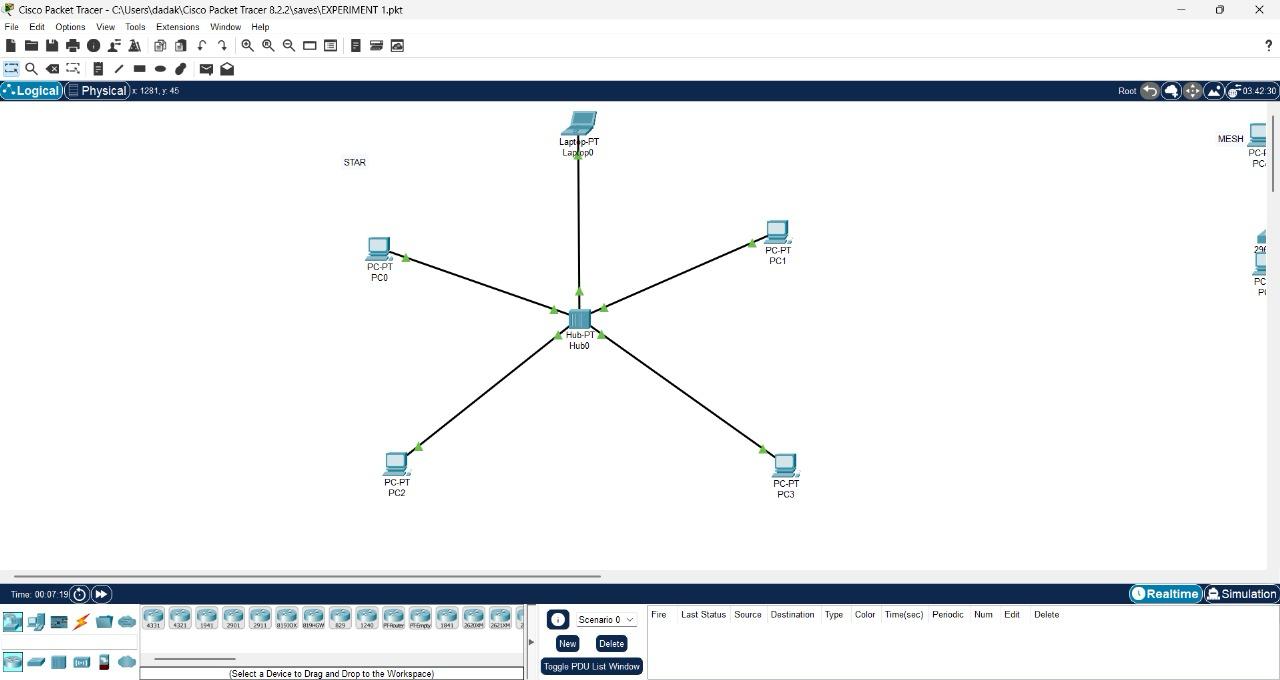 Cisco Packet Tracer - C:\Users\dadak\Cisco Packet Tracer 8.2.2\saves\EXPERIMENT 1.pkt
File Edit Options View Tools Extensions Window Help
?
Logical Physical x: 1281, y: 45 Root 03:42:30
STAR
Laptop-PT
Laptop0
MESH
PC-PT
PC0
PC-PT
PC1
Hub-PT
Hub0
PC-PT
PC2
PC-PT
PC3
Time: 00:07:19 Realtime Simulation
4331 4321 1941 2901 2911 819IOX 819HGW 829 1240 PT-Router PT-Empty 1841 2620XM 2621XM
(Select a Device to Drag and Drop to the Workspace)
Scenario 0
New Delete
Toggle PDU List Window
Fire Last Status Source Destination Type Color Time(sec) Periodic Num Edit Delete